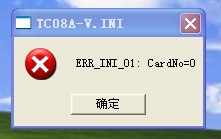 TC08A-V.INI
ERR_INI_01: CardNo=0
确定